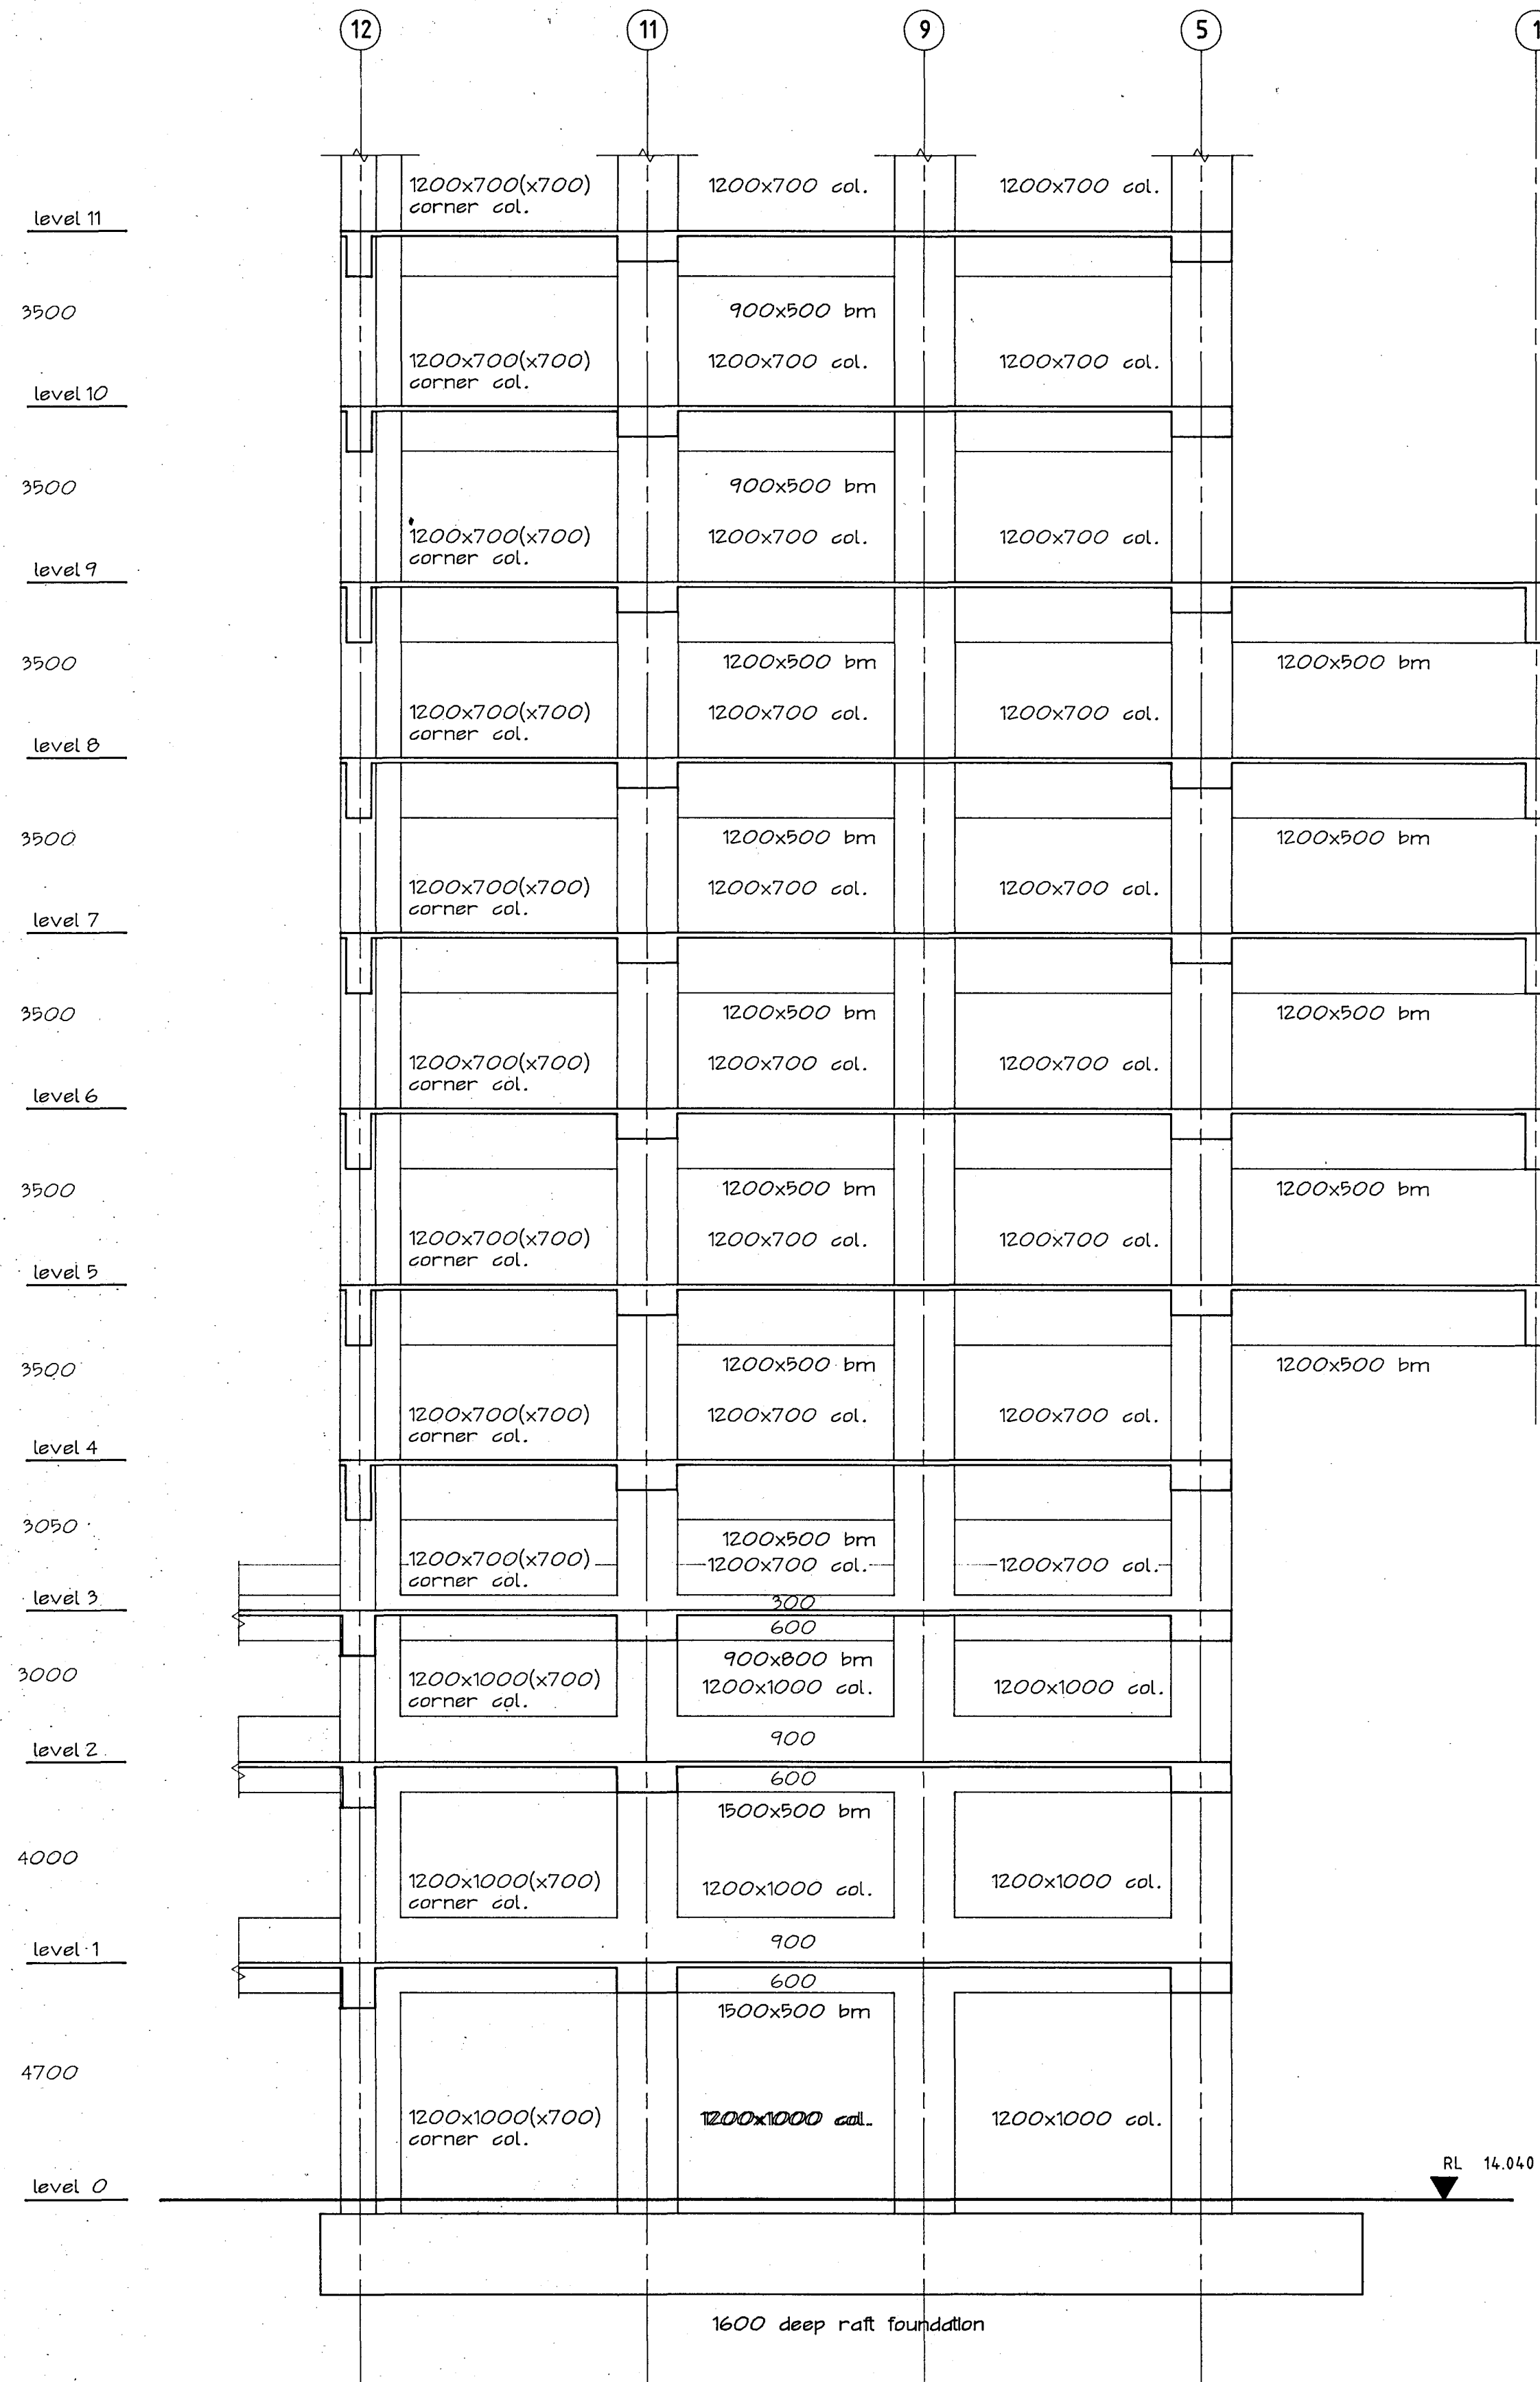 12 11 9 5 1
1200x700(x700) 1200x700 col. 1200x700 col.
corner col.
level 11
3500
900x500 bm
1200x700(x700) 1200x700 col. 1200x700 col.
corner col.
level 10
3500
900x500 bm
1200x700(x700) 1200x700 col. 1200x700 col.
corner col.
level 9
3500
1200x500 bm 1200x500 bm
1200x700(x700) 1200x700 col. 1200x700 col.
corner col.
level 8
3500
1200x500 bm 1200x500 bm
1200x700(x700) 1200x700 col. 1200x700 col.
corner col.
level 7
3500
1200x500 bm 1200x500 bm
1200x700(x700) 1200x700 col. 1200x700 col.
corner col.
level 6
3500
1200x500 bm 1200x500 bm
1200x700(x700) 1200x700 col. 1200x700 col.
corner col.
level 5
3500
1200x500 bm 1200x500 bm
1200x700(x700) 1200x700 col. 1200x700 col.
corner col.
level 4
3050
1200x500 bm
1200x700(x700) 1200x700 col. 1200x700 col.
corner col.
level 3
300
600
900x800 bm
3000
1200x1000(x700) 1200x1000 col. 1200x1000 col.
corner col.
900
level 2
600
1500x500 bm
4000
1200x1000(x700) 1200x1000 col. 1200x1000 col.
corner col.
900
level 1
600
1500x500 bm
4700
1200x1000(x700) 1200x1000 col. 1200x1000 col.
corner col.
RL 14.040
level 0
1600 deep raft foundation